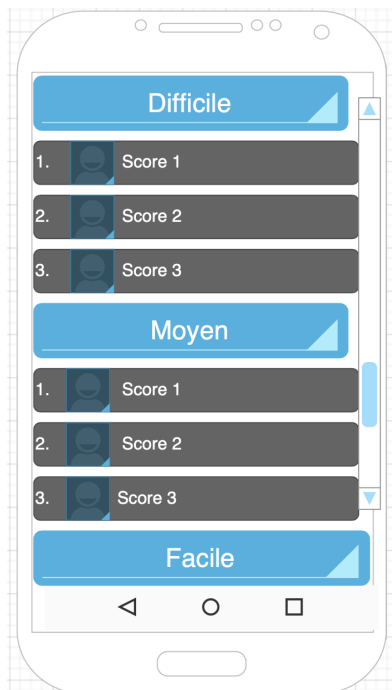 Difficile
1. Score 1
2. Score 2
3. Score 3
Moyen
1. Score 1
2. Score 2
3. Score 3
Facile